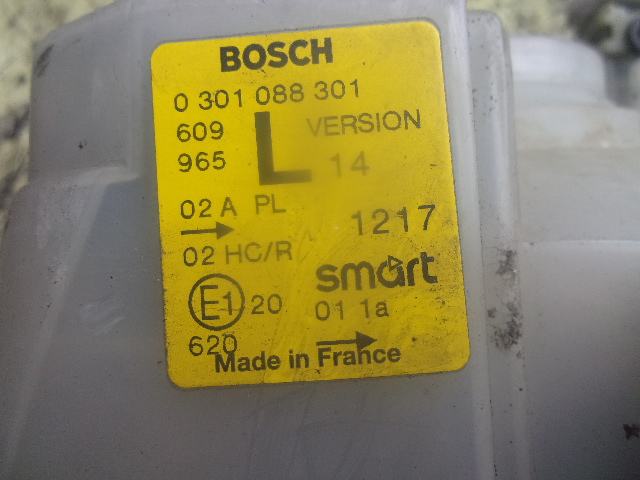 BOSCH
0 301 088 301
609 L VERSION
965 14
02 A PL 1217
02 HC/R smart
E1 20 01 1a
620
Made in France